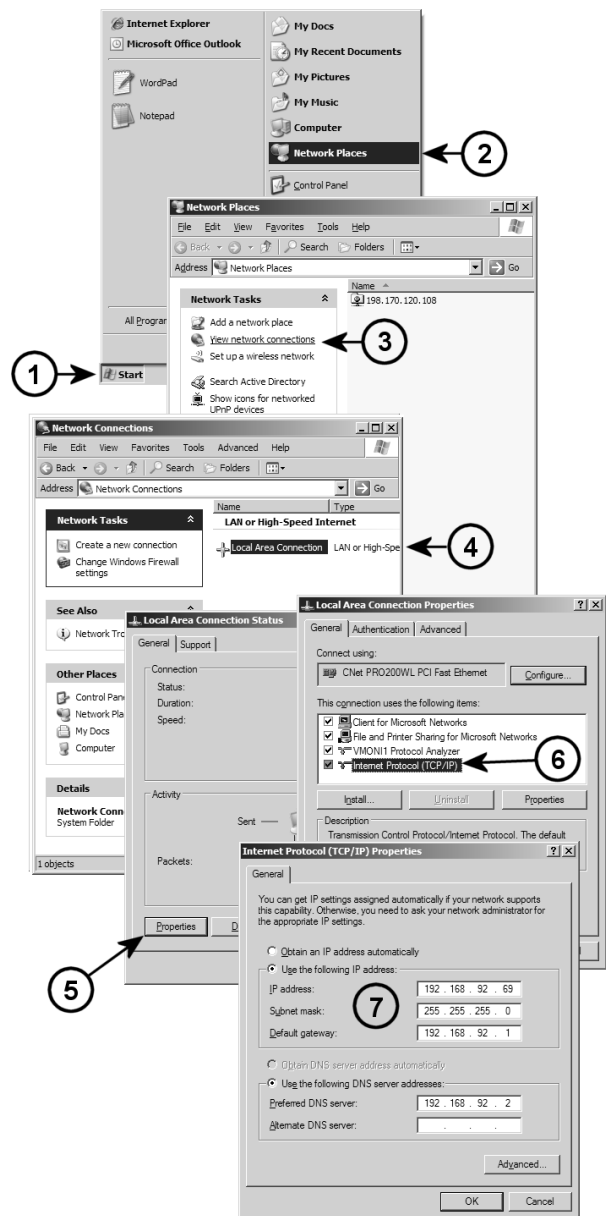 Internet Explorer
Microsoft Office Outlook
WordPad
Notepad
My Docs
My Recent Documents
My Pictures
My Music
Computer
Network Places
2
Control Panel
All Progra
1
Start
Network Places
File Edit View Favorites Tools Help
Back Search Folders
Address Network Places Go
Network Tasks
Add a network place
View network connections
Set up a wireless network
Search Active Directory
Show icons for networked
UPnP devices
Name
198.170.120.108
3
Network Connections
File Edit View Favorites Tools Advanced Help
Back Search Folders
Address Network Connections Go
Network Tasks
Create a new connection
Change Windows Firewall
settings
See Also
Network Tro
Other Places
Control Pan
Network Pla
My Docs
Computer
Details
Network Conn
System Folder
1 objects
Name Type
LAN or High-Speed Internet
Local Area Connection LAN or High-Spe
4
Local Area Connection Status
General Support
Connection
Status:
Duration:
Speed:
Activity
Sent
Packets:
Properties D
5
Local Area Connection Properties
General Authentication Advanced
Connect using:
CNet PRO200WL PCI Fast Ethernet Configure...
This connection uses the following items:
Client for Microsoft Networks
File and Printer Sharing for Microsoft Networks
VMONI1 Protocol Analyzer
Internet Protocol (TCP/IP)
6
Install... Uninstall Properties
Description
Transmission Control Protocol/Internet Protocol. The default
Internet Protocol (TCP/IP) Properties
General
You can get IP settings assigned automatically if your network supports
this capability. Otherwise, you need to ask your network administrator for
the appropriate IP settings.
Obtain an IP address automatically
Use the following IP address:
IP address: 192 . 168 . 92 . 69
Subnet mask: 255 . 255 . 255 . 0
Default gateway: 192 . 168 . 92 . 1
7
Obtain DNS server address automatically
Use the following DNS server addresses:
Preferred DNS server: 192 . 168 . 92 . 2
Alternate DNS server: . . .
Advanced...
OK Cancel